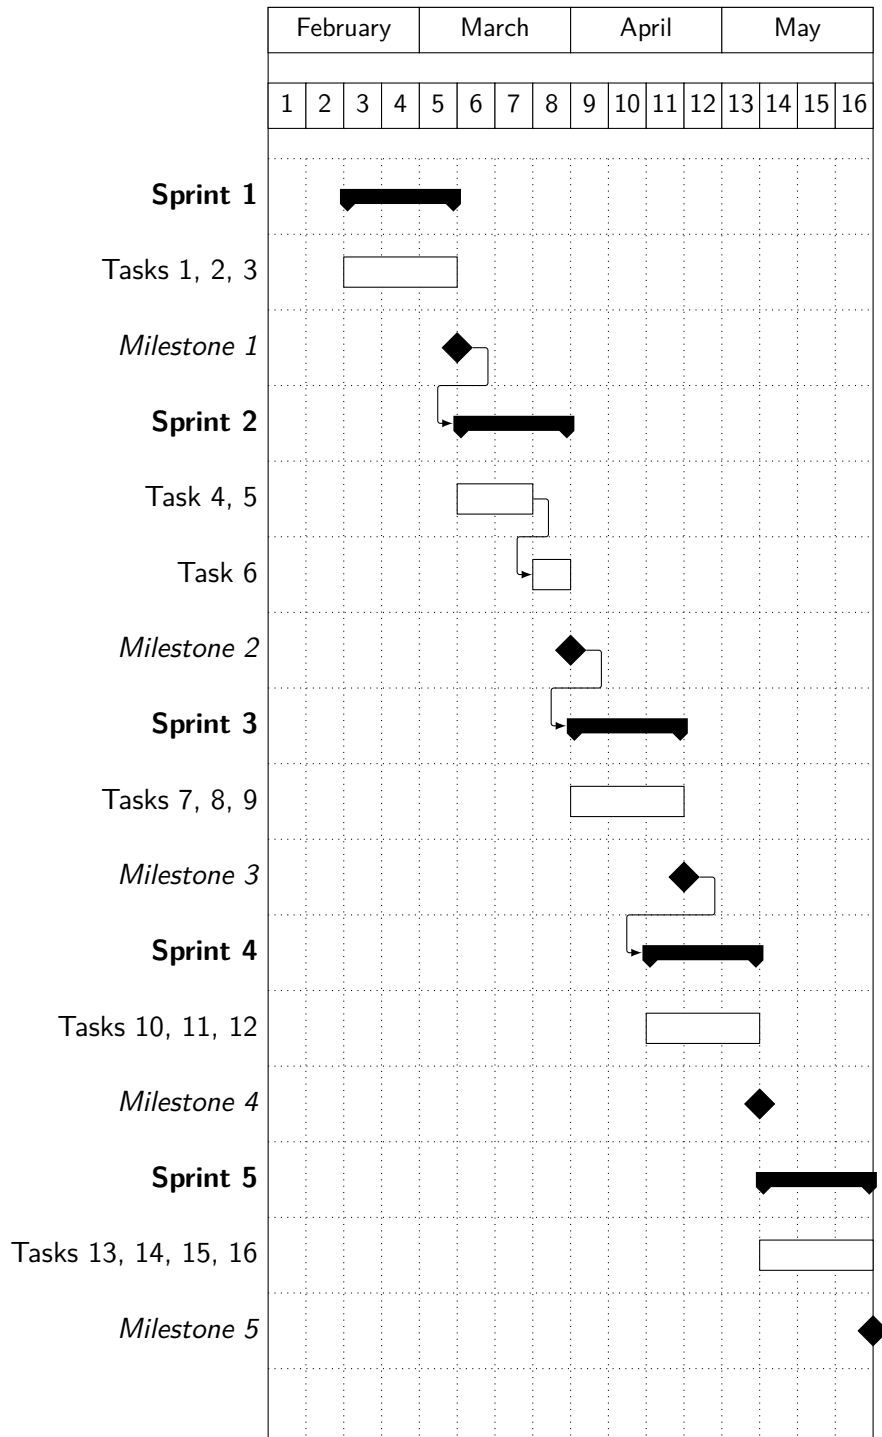 February March April May
1 2 3 4 5 6 7 8 9 10 11 12 13 14 15 16
Sprint 1
Tasks 1, 2, 3
Milestone 1
Sprint 2
Task 4, 5
Task 6
Milestone 2
Sprint 3
Tasks 7, 8, 9
Milestone 3
Sprint 4
Tasks 10, 11, 12
Milestone 4
Sprint 5
Tasks 13, 14, 15, 16
Milestone 5